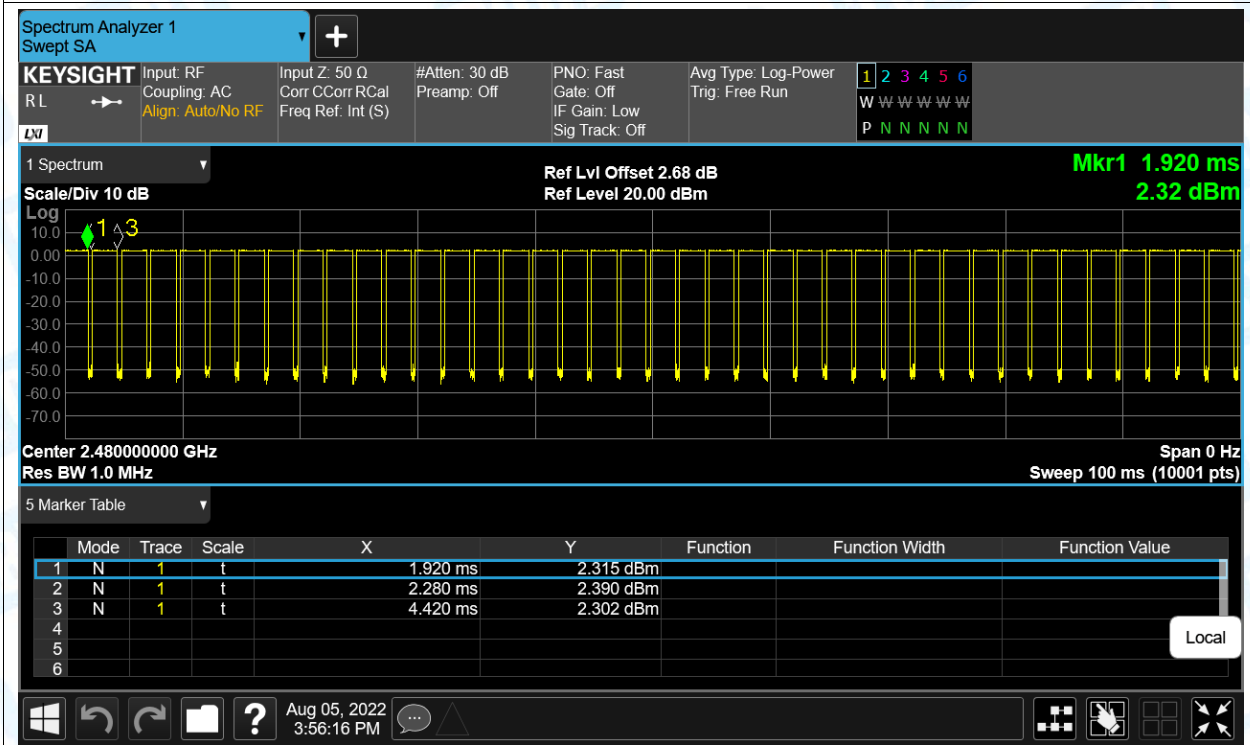 Spectrum Analyzer 1
Swept SA
+
KEYSIGHT Input: RF Input Z: 50 Ω #Atten: 30 dB PNO: Fast Avg Type: Log-Power 1 2 3 4 5 6
R L Coupling: AC Corr CCorr RCal Preamp: Off Gate: Off Trig: Free Run W W W W W W
Align: Auto/No RF Freq Ref: Int (S) IF Gain: Low
LXI Sig Track: Off P N N N N N
1 Spectrum Ref Lvl Offset 2.68 dB Mkr1 1.920 ms
Scale/Div 10 dB Ref Level 20.00 dBm 2.32 dBm
Log
1 3
10.0
0.00
-10.0
-20.0
-30.0
-40.0
-50.0
-60.0
-70.0
Center 2.480000000 GHz Span 0 Hz
Res BW 1.0 MHz Sweep 100 ms (10001 pts)
5 Marker Table
Mode Trace Scale X Y Function Function Width Function Value
1 N 1 t 1.920 ms 2.315 dBm
2 N 1 t 2.280 ms 2.390 dBm
3 N 1 t 4.420 ms 2.302 dBm
4
5
6
Local
? Aug 05, 2022
3:56:16 PM